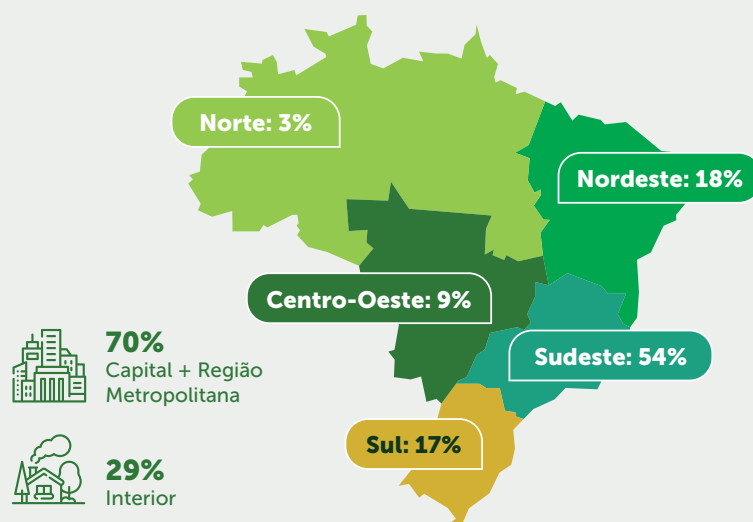 Norte: 3%
Nordeste: 18%
Centro-Oeste: 9%
Sudeste: 54%
Sul: 17%
70%
Capital + Região
Metropolitana
29%
Interior